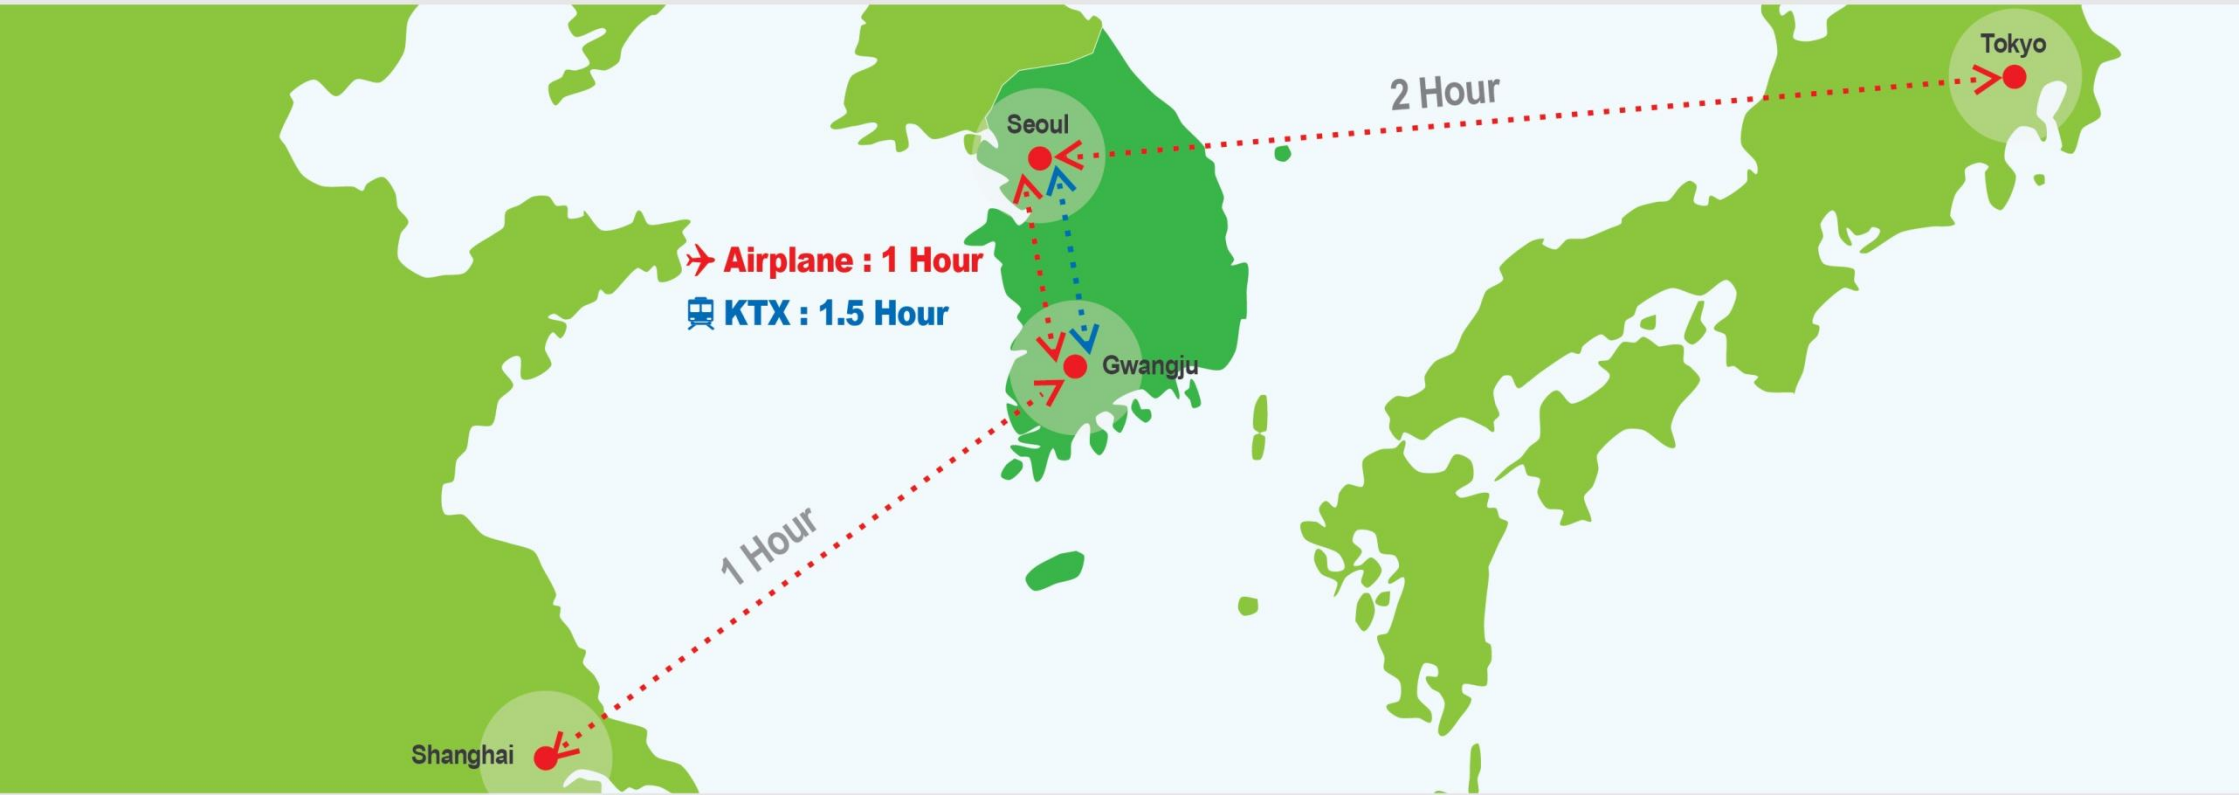 Tokyo
2 Hour
Seoul
Airplane : 1 Hour
KTX : 1.5 Hour
Gwangju
1 Hour
Shanghai